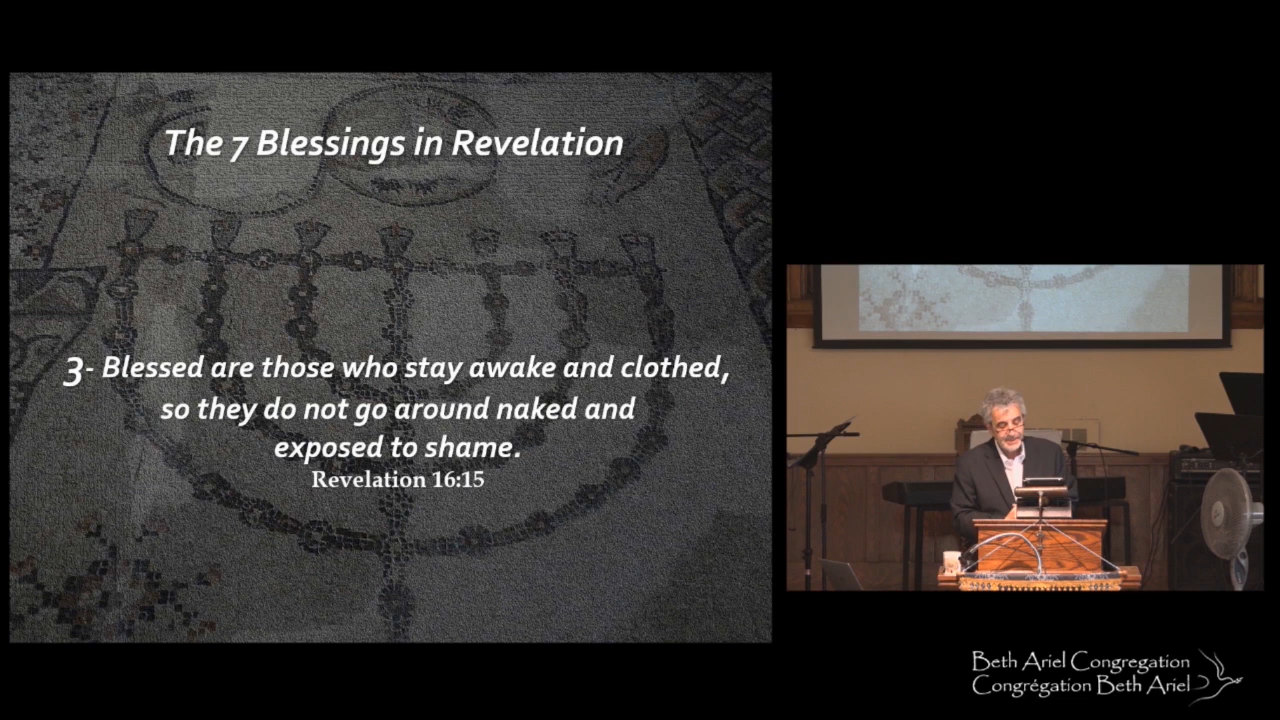 The 7 Blessings in Revelation
3- Blessed are those who stay awake and clothed,
so they do not go around naked and
exposed to shame.
Revelation 16:15
Beth Ariel Congregation
Congrégation Beth Ariel